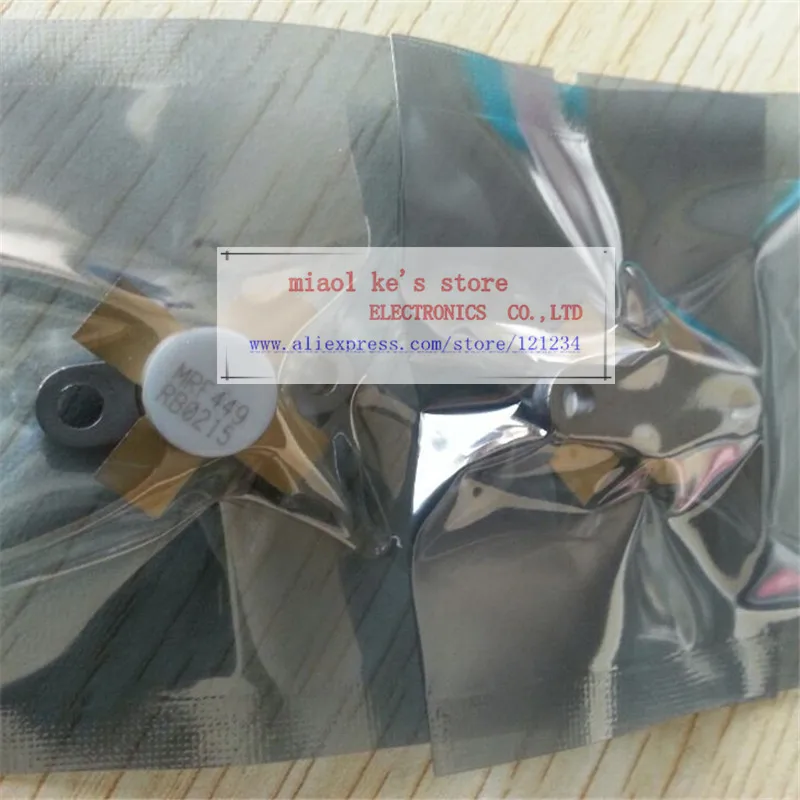 miaol ke's store
ELECTRONICS CO.,LTD
www.aliexpress.com/store/121234
MRF449
RB0215